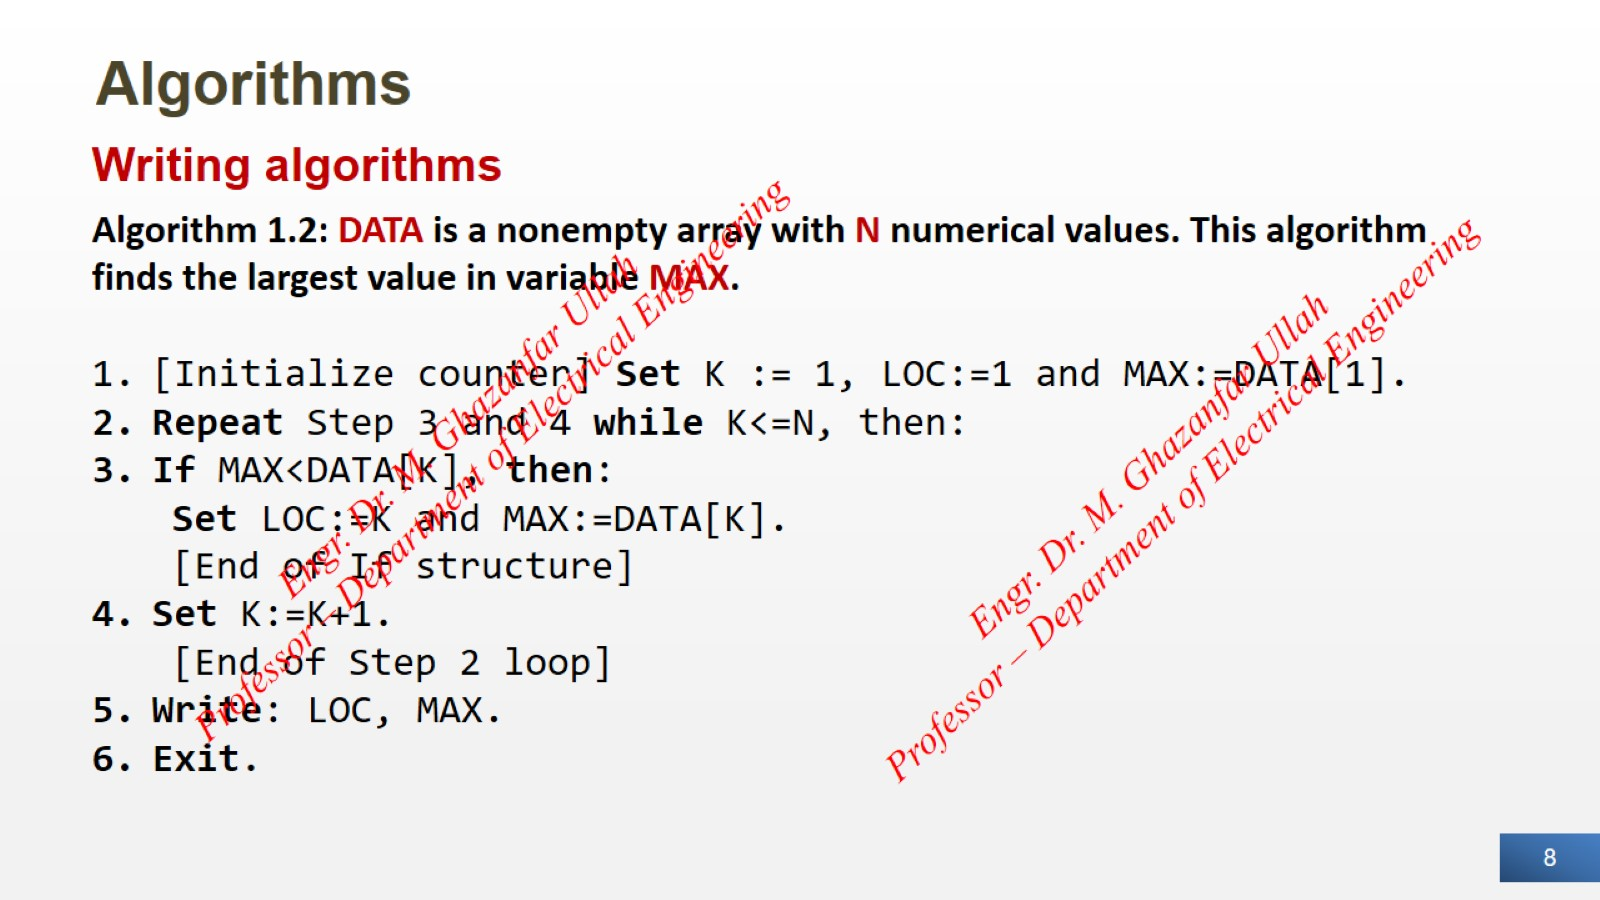 Algorithms
Writing algorithms
Algorithm 1.2: DATA is a nonempty array with N numerical values. This algorithm
finds the largest value in variable MAX.
1. [Initialize counter] Set K := 1, LOC:=1 and MAX:=DATA[1].
2. Repeat Step 3 and 4 while K<=N, then:
3. If MAX<DATA[K], then:
Set LOC:=K and MAX:=DATA[K].
[End of If structure]
4. Set K:=K+1.
[End of Step 2 loop]
5. Write: LOC, MAX.
6. Exit.
Engr. Dr. M. Ghazanfar Ullah
Professor – Department of Electrical Engineering
Engr. Dr. M. Ghazanfar Ullah
Professor – Department of Electrical Engineering
8